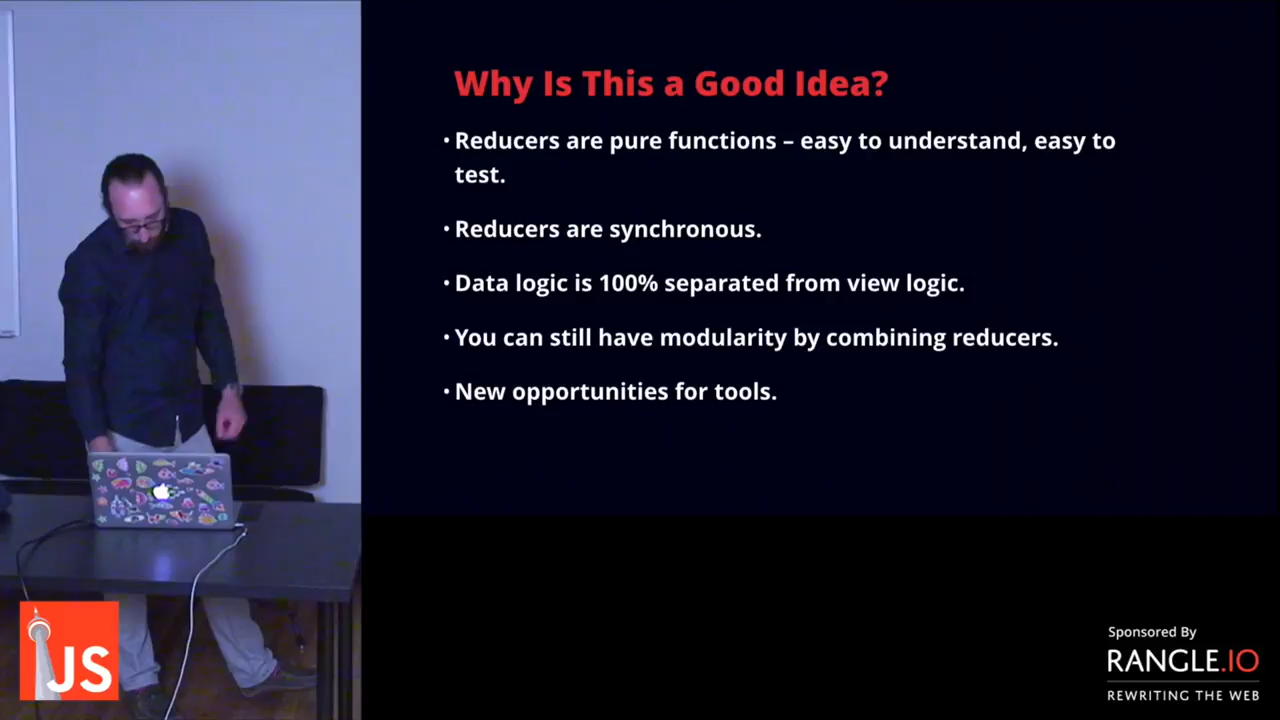 Why Is This a Good Idea?
• Reducers are pure functions – easy to understand, easy to
test.
• Reducers are synchronous.
• Data logic is 100% separated from view logic.
• You can still have modularity by combining reducers.
• New opportunities for tools.
JS
Sponsored By
RANGLE.IO
REWRITING THE WEB